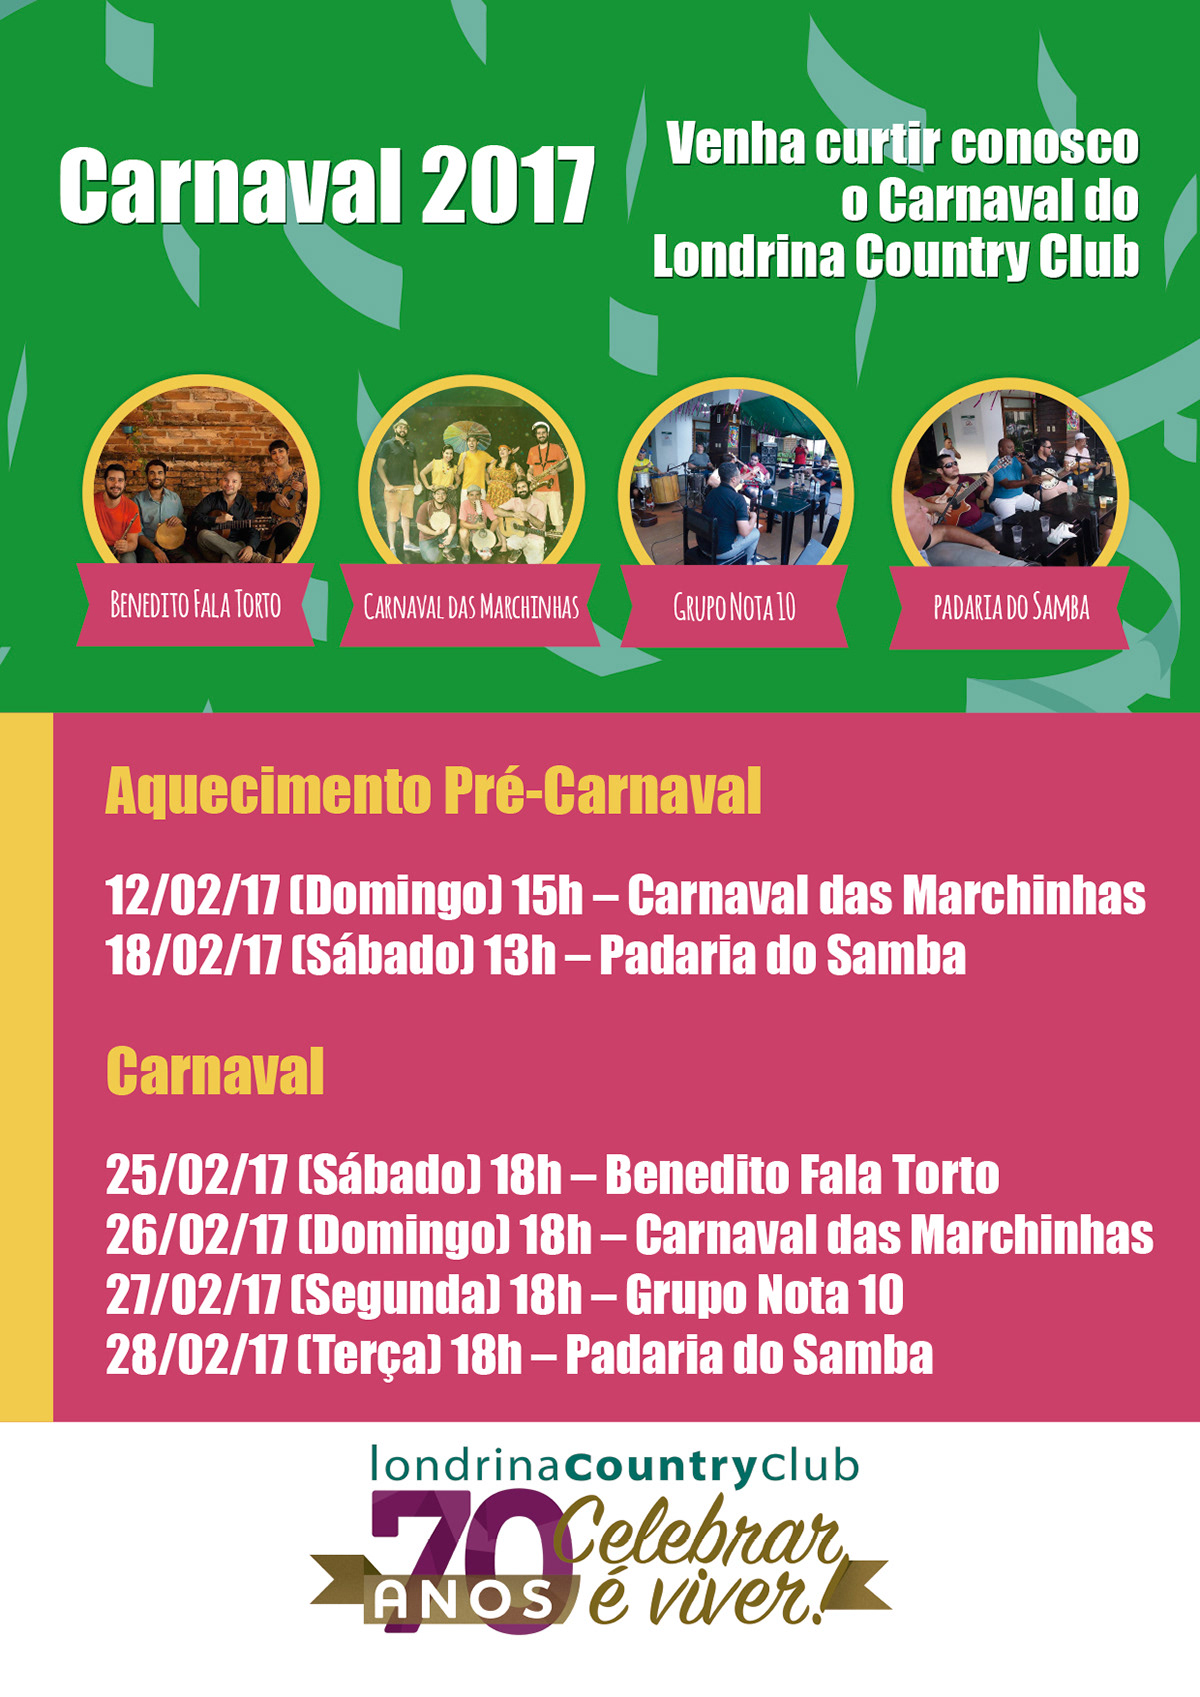 Carnaval 2017
Venha curtir conosco
o Carnaval do
Londrina Country Club
Benedito Fala Torto
Carnaval das Marchinhas
Grupo Nota 10
padaria do Samba
Aquecimento Pré-Carnaval
12/02/17 (Domingo) 15h – Carnaval das Marchinhas
18/02/17 (Sábado) 13h – Padaria do Samba
Carnaval
25/02/17 (Sábado) 18h – Benedito Fala Torto
26/02/17 (Domingo) 18h – Carnaval das Marchinhas
27/02/17 (Segunda) 18h – Grupo Nota 10
28/02/17 (Terça) 18h – Padaria do Samba
londrinacountryclub
70 ANOS
Celebrar
é viver!